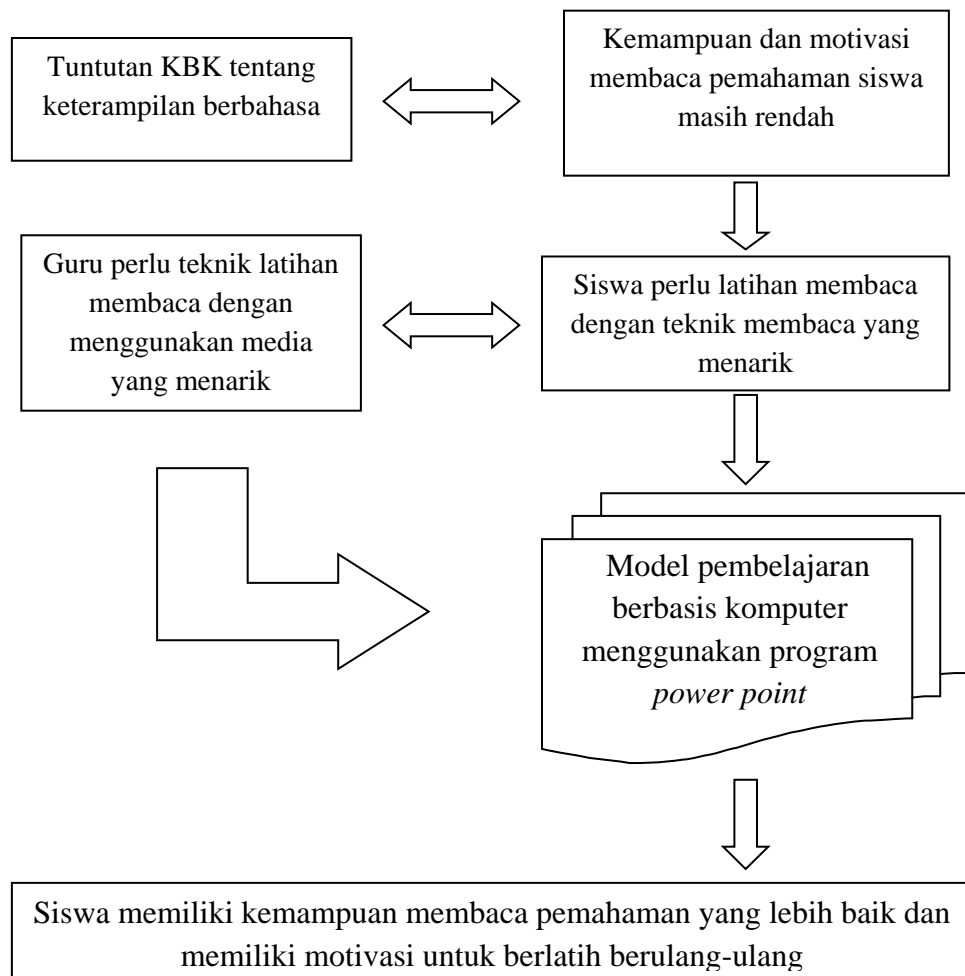 Tuntutan KBK tentang
keterampilan berbahasa
Kemampuan dan motivasi
membaca pemahaman siswa
masih rendah
Guru perlu teknik latihan
membaca dengan
menggunakan media
yang menarik
Siswa perlu latihan membaca
dengan teknik membaca yang
menarik
Model pembelajaran
berbasis komputer
menggunakan program
power point
Siswa memiliki kemampuan membaca pemahaman yang lebih baik dan
memiliki motivasi untuk berlatih berulang-ulang